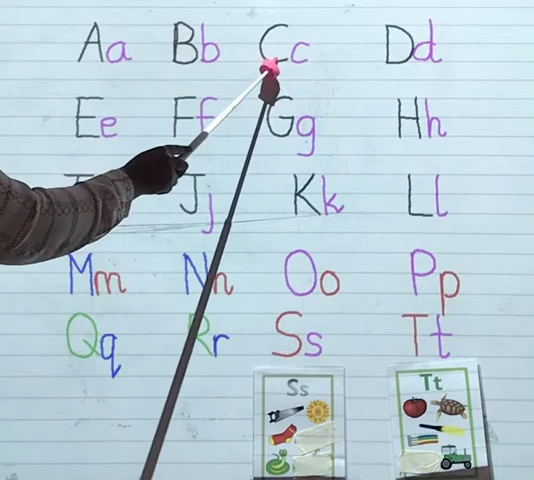 Aa Bb Cc Dd
Ee Ff Gg Hh
Jj Kk Ll
Mm Nn Oo Pp
Qq Rr Ss Tt
Ss Tt